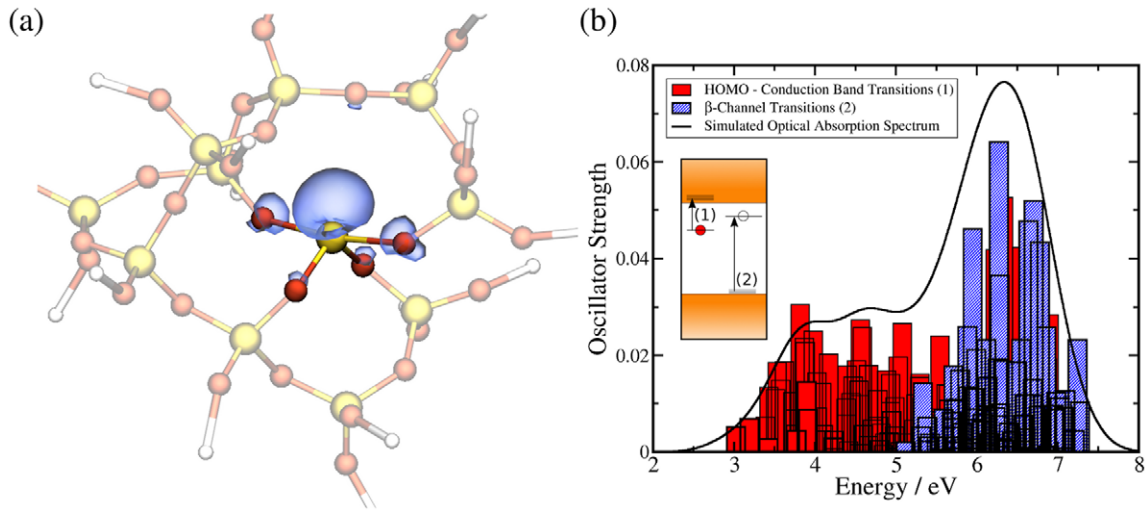 (a)
(b)
0.08
0.06
0.04
0.02
0
Oscillator Strength
HOMO - Conduction Band Transitions (1)
β-Channel Transitions (2)
Simulated Optical Absorption Spectrum
(1)
(2)
2 3 4 5 6 7 8
Energy / eV